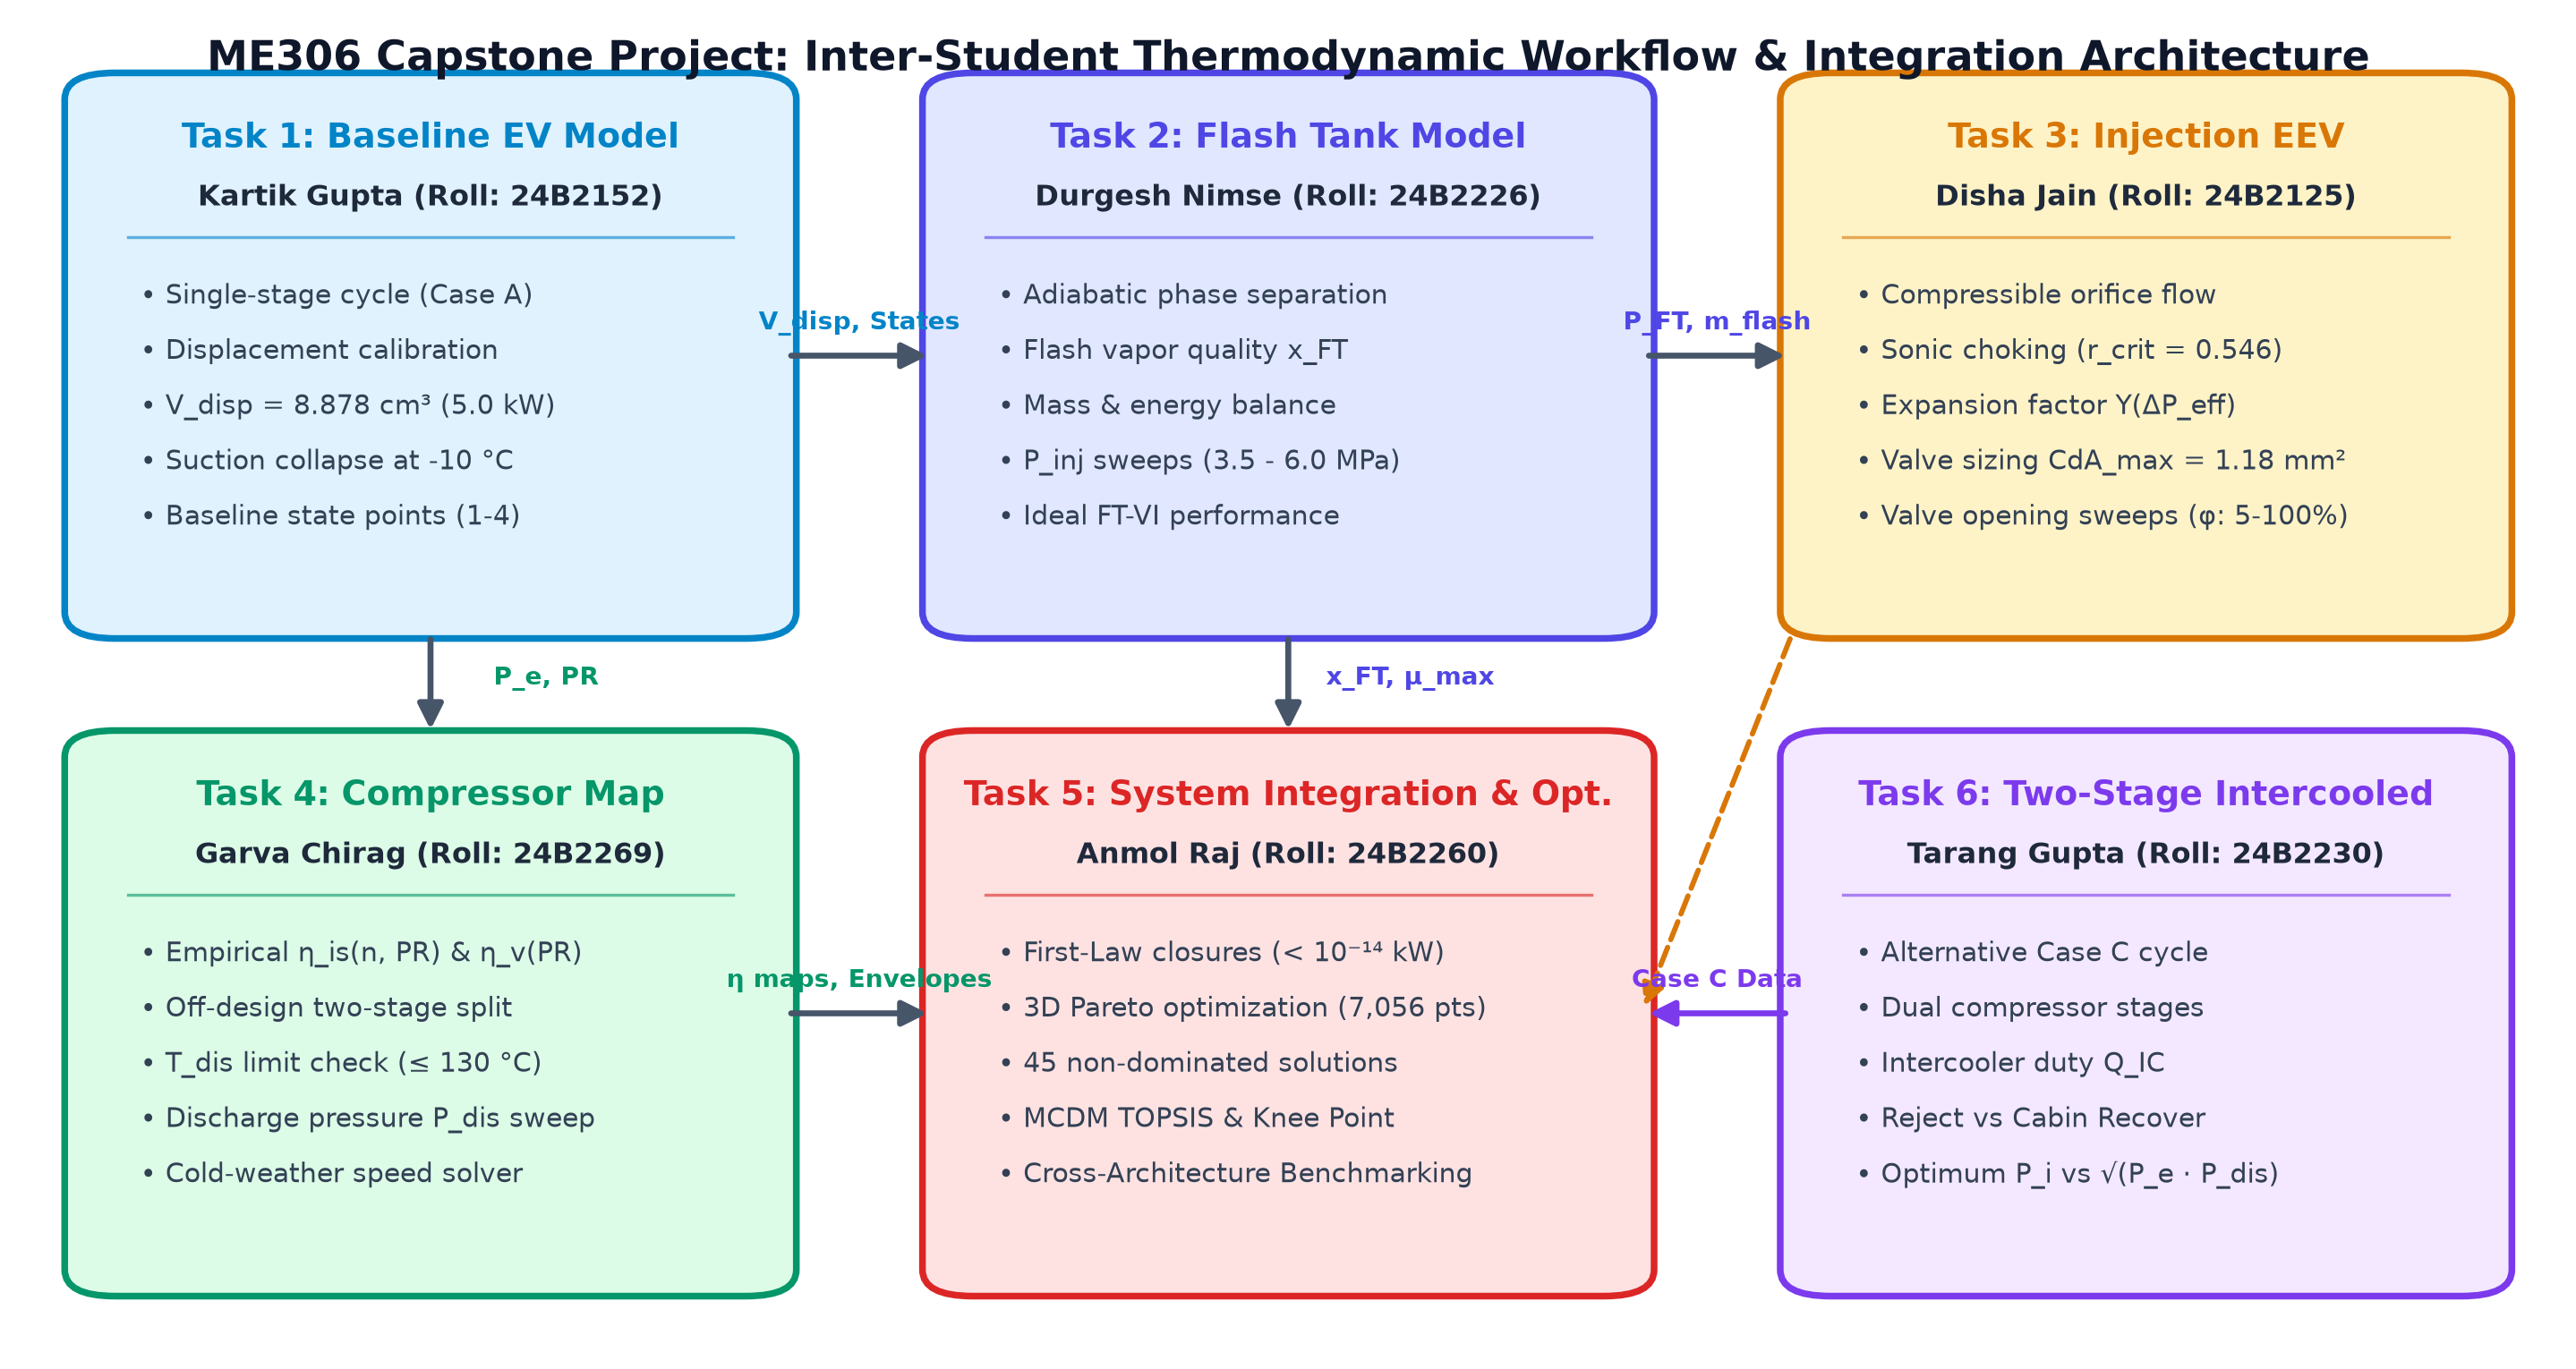 ME306 Capstone Project: Inter-Student Thermodynamic Workflow & Integration Architecture
Task 1: Baseline EV Model
Kartik Gupta (Roll: 24B2152)
• Single-stage cycle (Case A)
• Displacement calibration
• V_disp = 8.878 cm³ (5.0 kW)
• Suction collapse at -10 °C
• Baseline state points (1-4)
V_disp, States
Task 2: Flash Tank Model
Durgesh Nimse (Roll: 24B2226)
• Adiabatic phase separation
• Flash vapor quality x_FT
• Mass & energy balance
• P_inj sweeps (3.5 - 6.0 MPa)
• Ideal FT-VI performance
P_FT, m_flash
Task 3: Injection EEV
Disha Jain (Roll: 24B2125)
• Compressible orifice flow
• Sonic choking (r_crit = 0.546)
• Expansion factor Y(ΔP_eff)
• Valve sizing CdA_max = 1.18 mm²
• Valve opening sweeps (φ: 5-100%)
P_e, PR
x_FT, μ_max
Task 4: Compressor Map
Garva Chirag (Roll: 24B2269)
• Empirical η_is(n, PR) & η_v(PR)
• Off-design two-stage split
• T_dis limit check (≤ 130 °C)
• Discharge pressure P_dis sweep
• Cold-weather speed solver
η maps, Envelopes
Task 5: System Integration & Opt.
Anmol Raj (Roll: 24B2260)
• First-Law closures (< 10⁻¹⁴ kW)
• 3D Pareto optimization (7,056 pts)
• 45 non-dominated solutions
• MCDM TOPSIS & Knee Point
• Cross-Architecture Benchmarking
Case C Data
Task 6: Two-Stage Intercooled
Tarang Gupta (Roll: 24B2230)
• Alternative Case C cycle
• Dual compressor stages
• Intercooler duty Q_IC
• Reject vs Cabin Recover
• Optimum P_i vs √(P_e · P_dis)